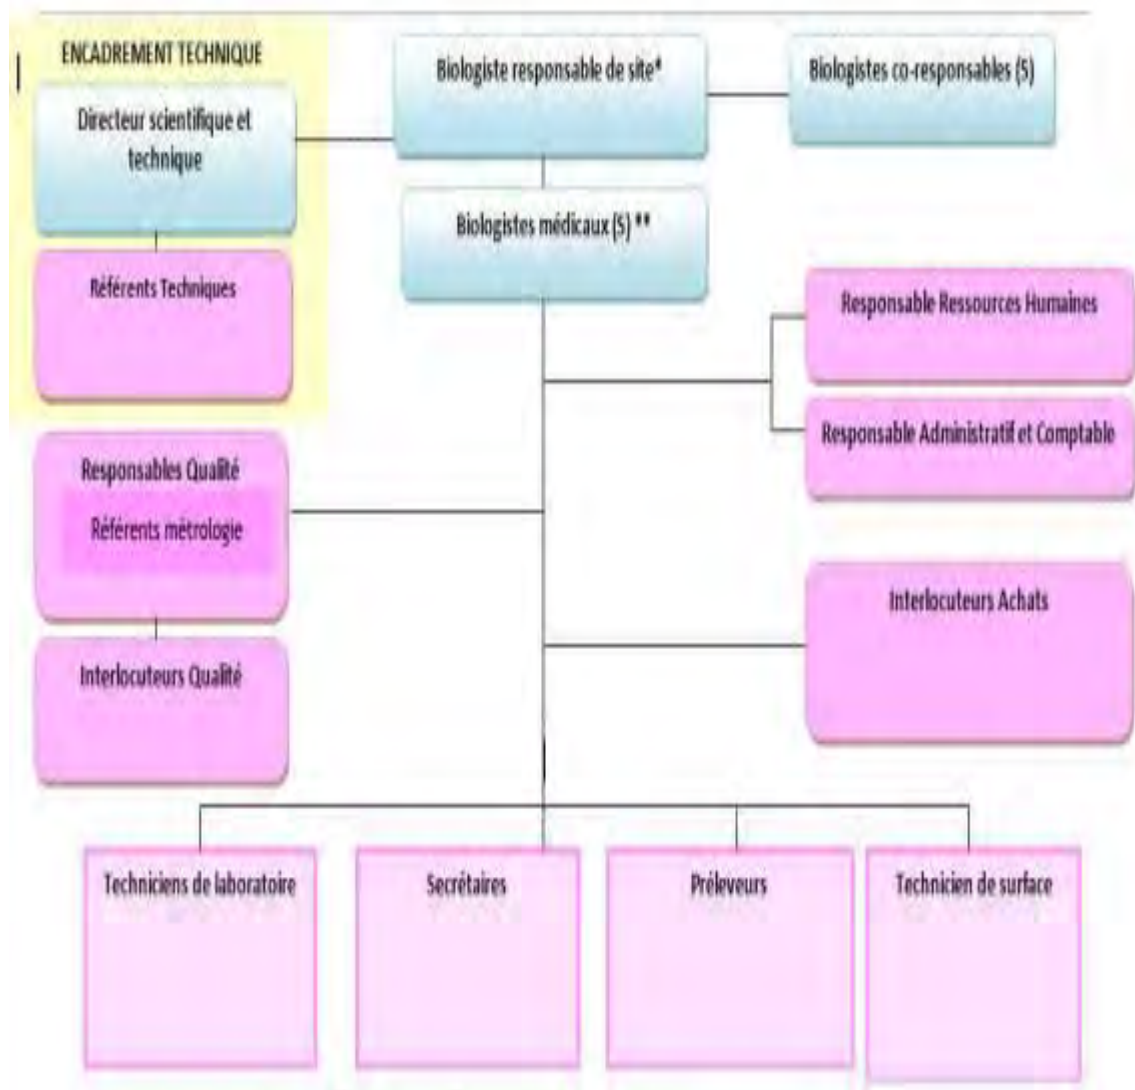 ENCADREMENT TECHNIQUE
Biologiste responsable de site*
Biologistes co-responsables (S)
Directeur scientifique et
technique
Biologistes médicaux (S) **
Référents Techniques
Responsable Ressources Humaines
Responsable Administratif et Comptable
Responsables Qualité
Référents métrologie
Interlocuteurs Achats
Interlocuteurs Qualité
Techniciens de laboratoire
Secrétaires
Préleveurs
Technicien de surface